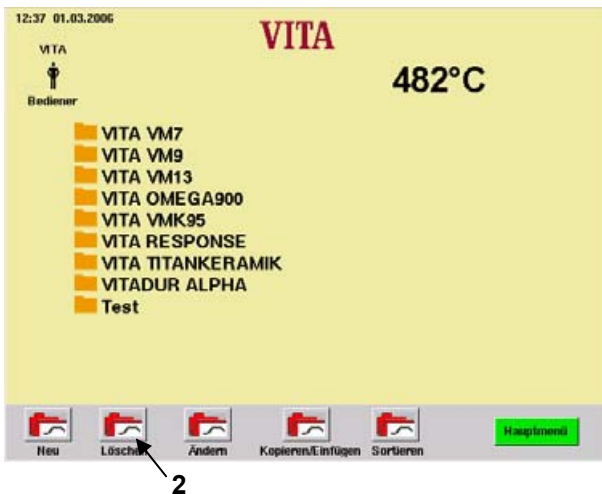 12:37 01.03.2006
VITA
VITA
482°C
Bediener
VITA VM7
VITA VM9
VITA VM13
VITA OMEGA900
VITA VMK95
VITA RESPONSE
VITA TITANKERAMIK
VITADUR ALPHA
Test
Neu Löschen Ändern Kopieren/Einfügen Sortieren Hauptmenü
2